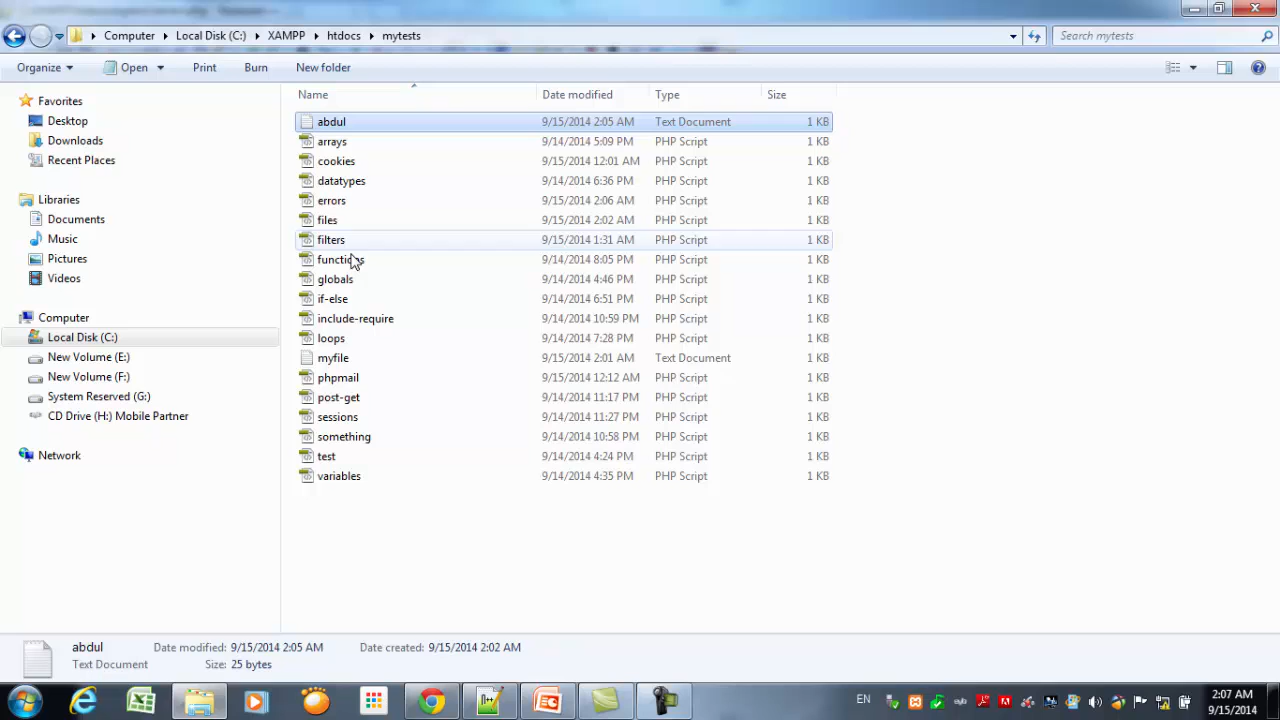 Computer Local Disk (C:) XAMPP htdocs mytests Search mytests
Organize Open Print Burn New folder
Name Date modified Type Size
Favorites
Desktop
Downloads
Recent Places
Libraries
Documents
Music
Pictures
Videos
Computer
Local Disk (C:)
New Volume (E:)
New Volume (F:)
System Reserved (G:)
CD Drive (H:) Mobile Partner
Network
abdul 9/15/2014 2:05 AM Text Document 1 KB
arrays 9/14/2014 5:09 PM PHP Script 1 KB
cookies 9/15/2014 12:01 AM PHP Script 1 KB
datatypes 9/14/2014 6:36 PM PHP Script 1 KB
errors 9/15/2014 2:06 AM PHP Script 1 KB
files 9/15/2014 2:02 AM PHP Script 1 KB
filters 9/15/2014 1:31 AM PHP Script 1 KB
functions 9/14/2014 8:05 PM PHP Script 1 KB
globals 9/14/2014 4:46 PM PHP Script 1 KB
if-else 9/14/2014 6:51 PM PHP Script 1 KB
include-require 9/14/2014 10:59 PM PHP Script 1 KB
loops 9/14/2014 7:28 PM PHP Script 1 KB
myfile 9/15/2014 2:01 AM Text Document 1 KB
phpmail 9/15/2014 12:12 AM PHP Script 1 KB
post-get 9/14/2014 11:17 PM PHP Script 1 KB
sessions 9/14/2014 11:27 PM PHP Script 1 KB
something 9/14/2014 10:58 PM PHP Script 1 KB
test 9/14/2014 4:24 PM PHP Script 1 KB
variables 9/14/2014 4:35 PM PHP Script 1 KB
abdul Date modified: 9/15/2014 2:05 AM Date created: 9/15/2014 2:02 AM
Text Document Size: 25 bytes
EN 2:07 AM
9/15/2014